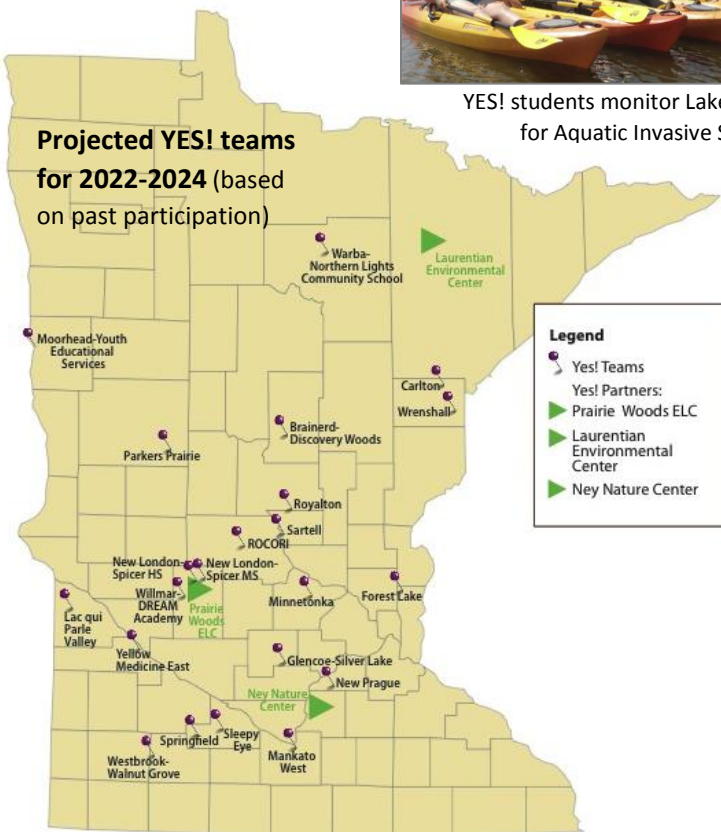 YES! students monitor Lake
for Aquatic Invasive S
Projected YES! teams
for 2022-2024 (based
on past participation)
Warba-
Northern Lights
Community School
Laurentian
Environmental
Center
Moorhead-Youth
Educational
Services
Legend
Yes! Teams
Yes! Partners:
Prairie Woods ELC
Laurentian
Environmental
Center
Ney Nature Center
Carlton
Wrenshall
Brainerd-
Discovery Woods
Parkers Prairie
Royalton
Sartell
ROCORI
New London-
Spicer HS
New London-
Spicer MS
Willmar-
DREAM
Academy
Prairie
Woods
ELC
Minnetonka
Forest Lake
Lac qui
Parle
Valley
Yellow
Medicine East
Glencoe-Silver Lake
New Prague
Ney Nature
Center
Springfield
Sleepy
Eye
Mankato
West
Westbrook-
Walnut Grove